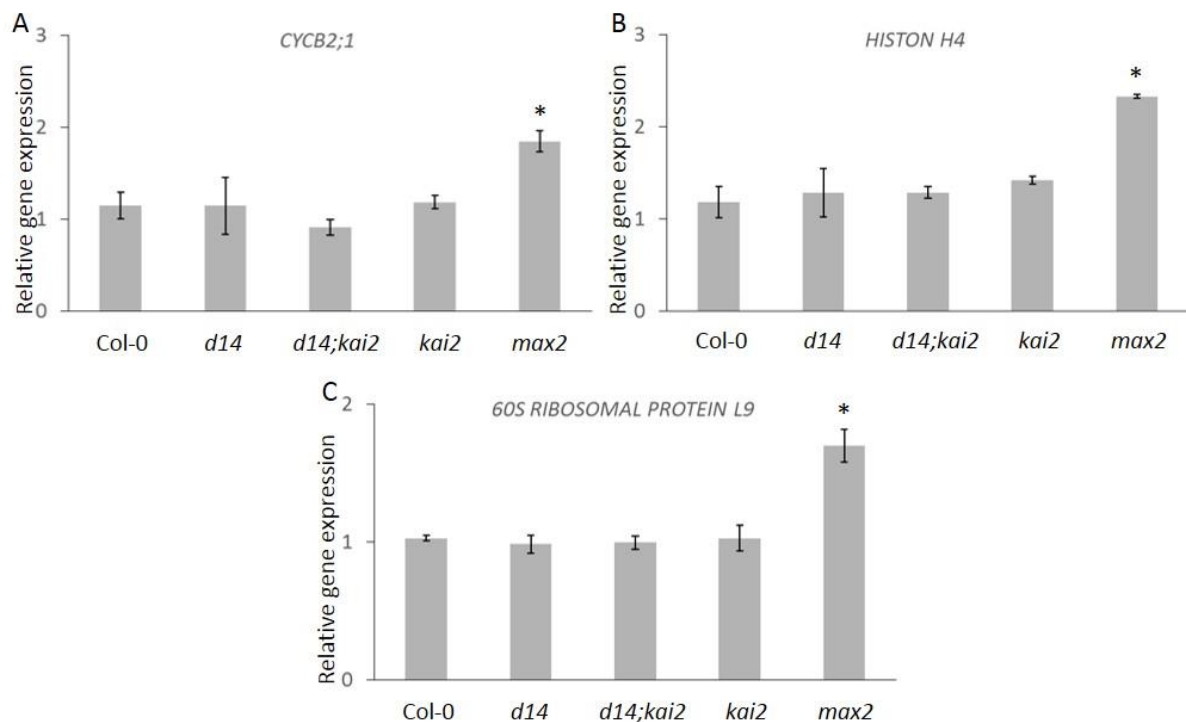 A
CYCB2;1
Relative gene expression
3
2
1
0
*
Col-0 d14 d14;kai2 kai2 max2
B
HISTON H4
Relative gene expression
3
2
1
0
*
Col-0 d14 d14;kai2 kai2 max2
C
60S RIBOSOMAL PROTEIN L9
Relative gene expression
2
1
0
*
Col-0 d14 d14;kai2 kai2 max2